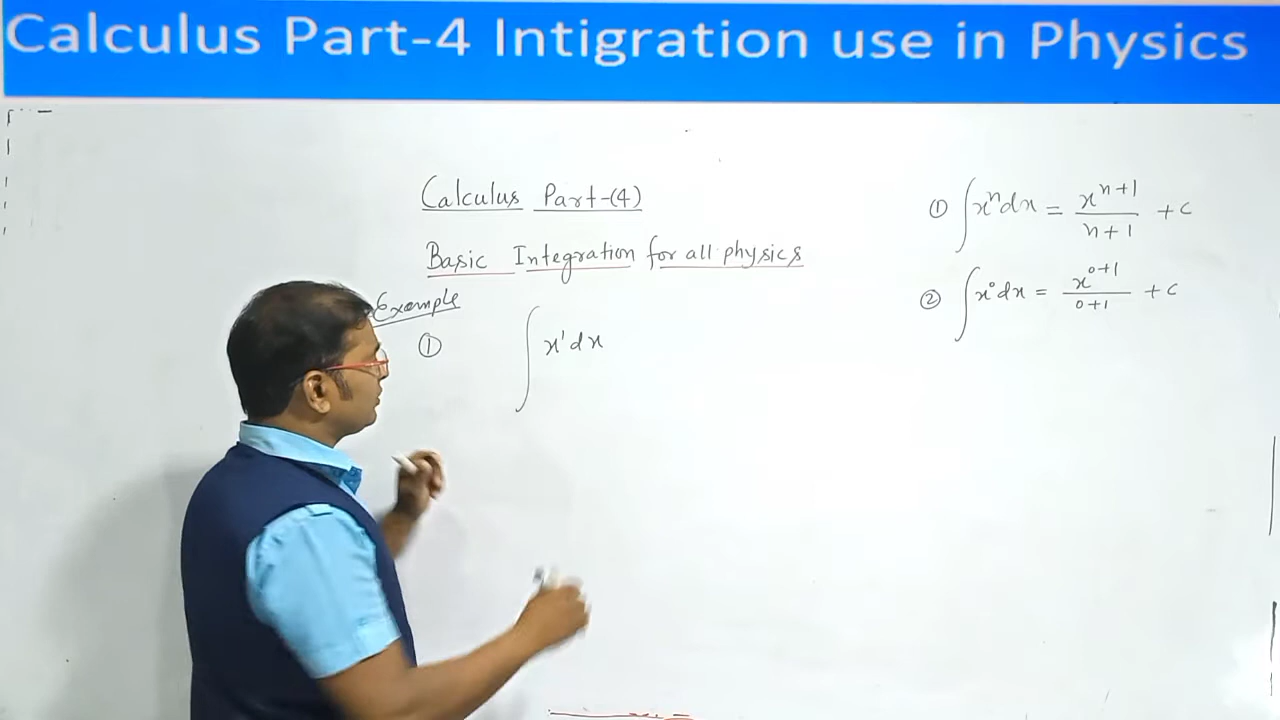 Calculus Part-4 Intigration use in Physics
Calculus Part-(4)
Basic Integration for all physics
Example
① ∫x¹dx
① ∫xⁿdx = xⁿ⁺¹/n+1 + c
② ∫x⁰dx = x⁰⁺¹/0+1 + c